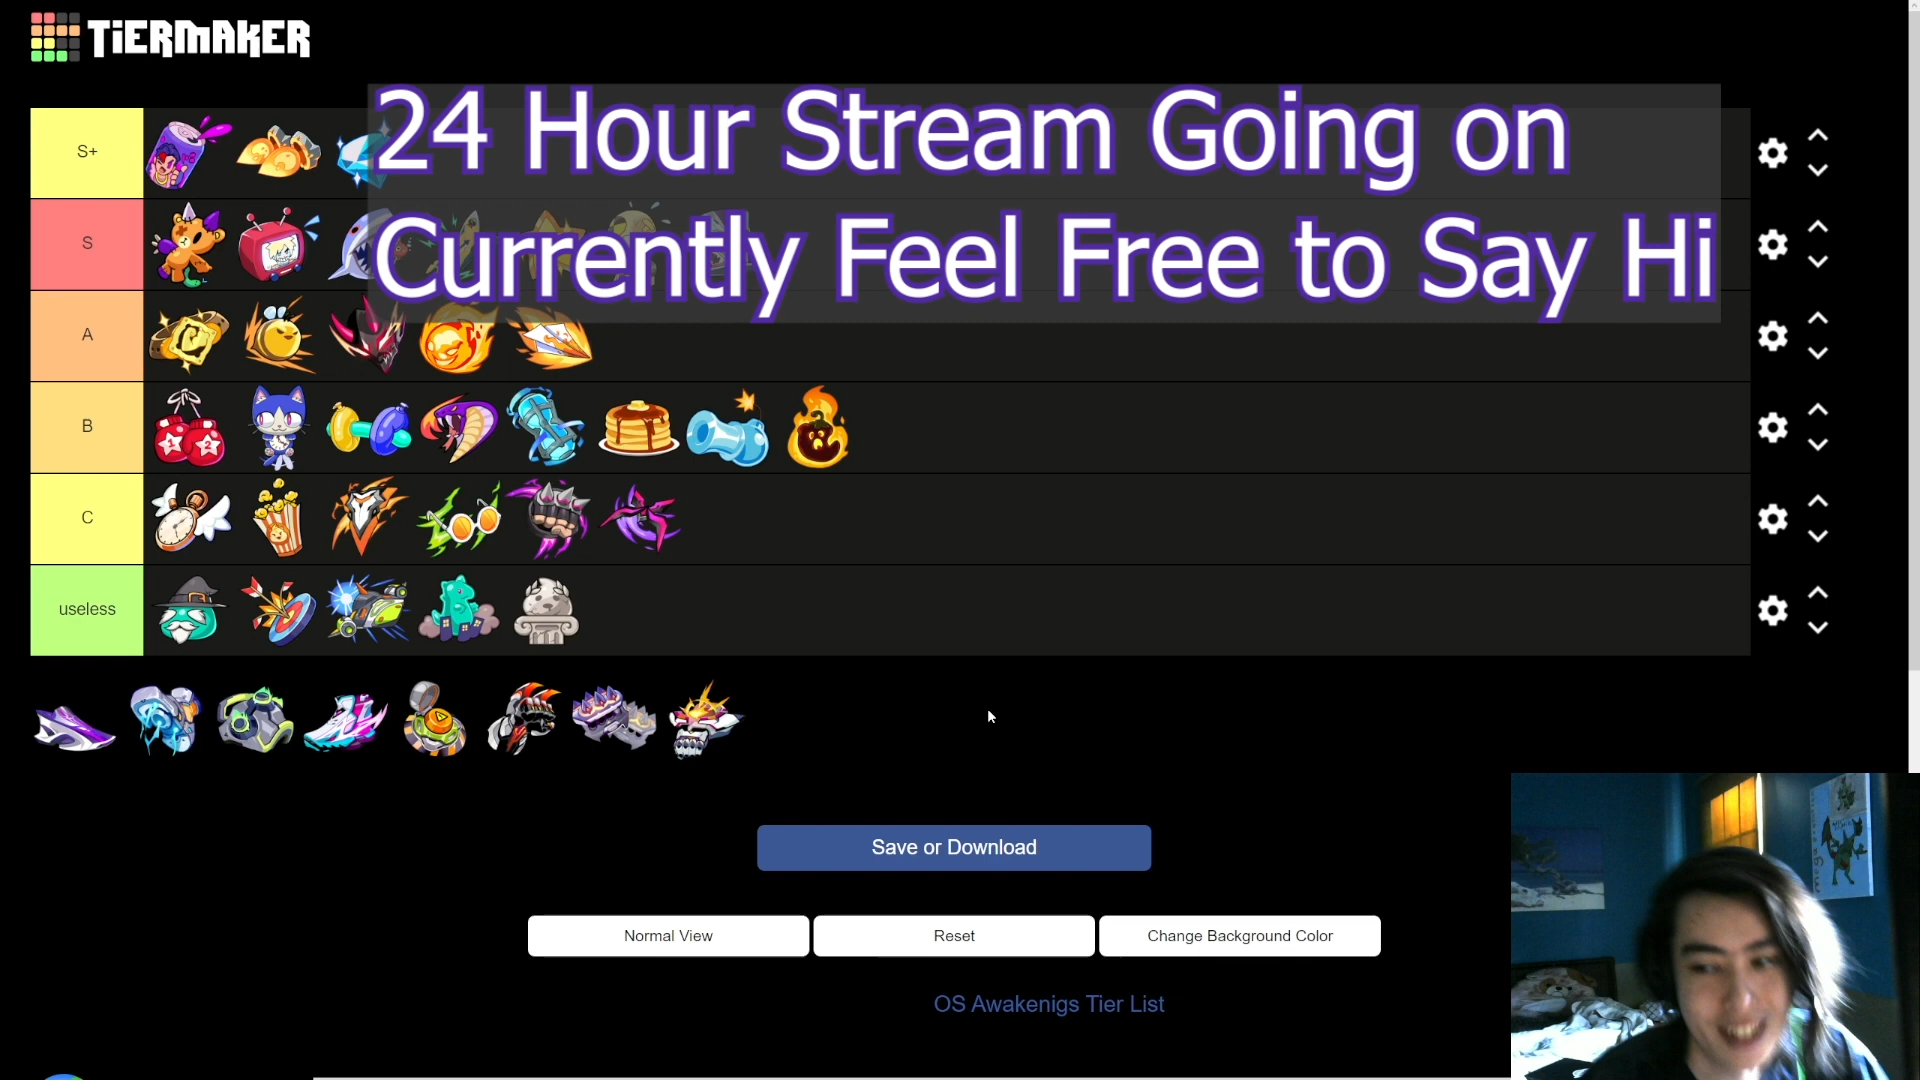 TiERMAKER
24 Hour Stream Going on
Currently Feel Free to Say Hi
S+
S
A
B
C
useless
Save or Download
Normal View
Reset
Change Background Color
OS Awakenigs Tier List